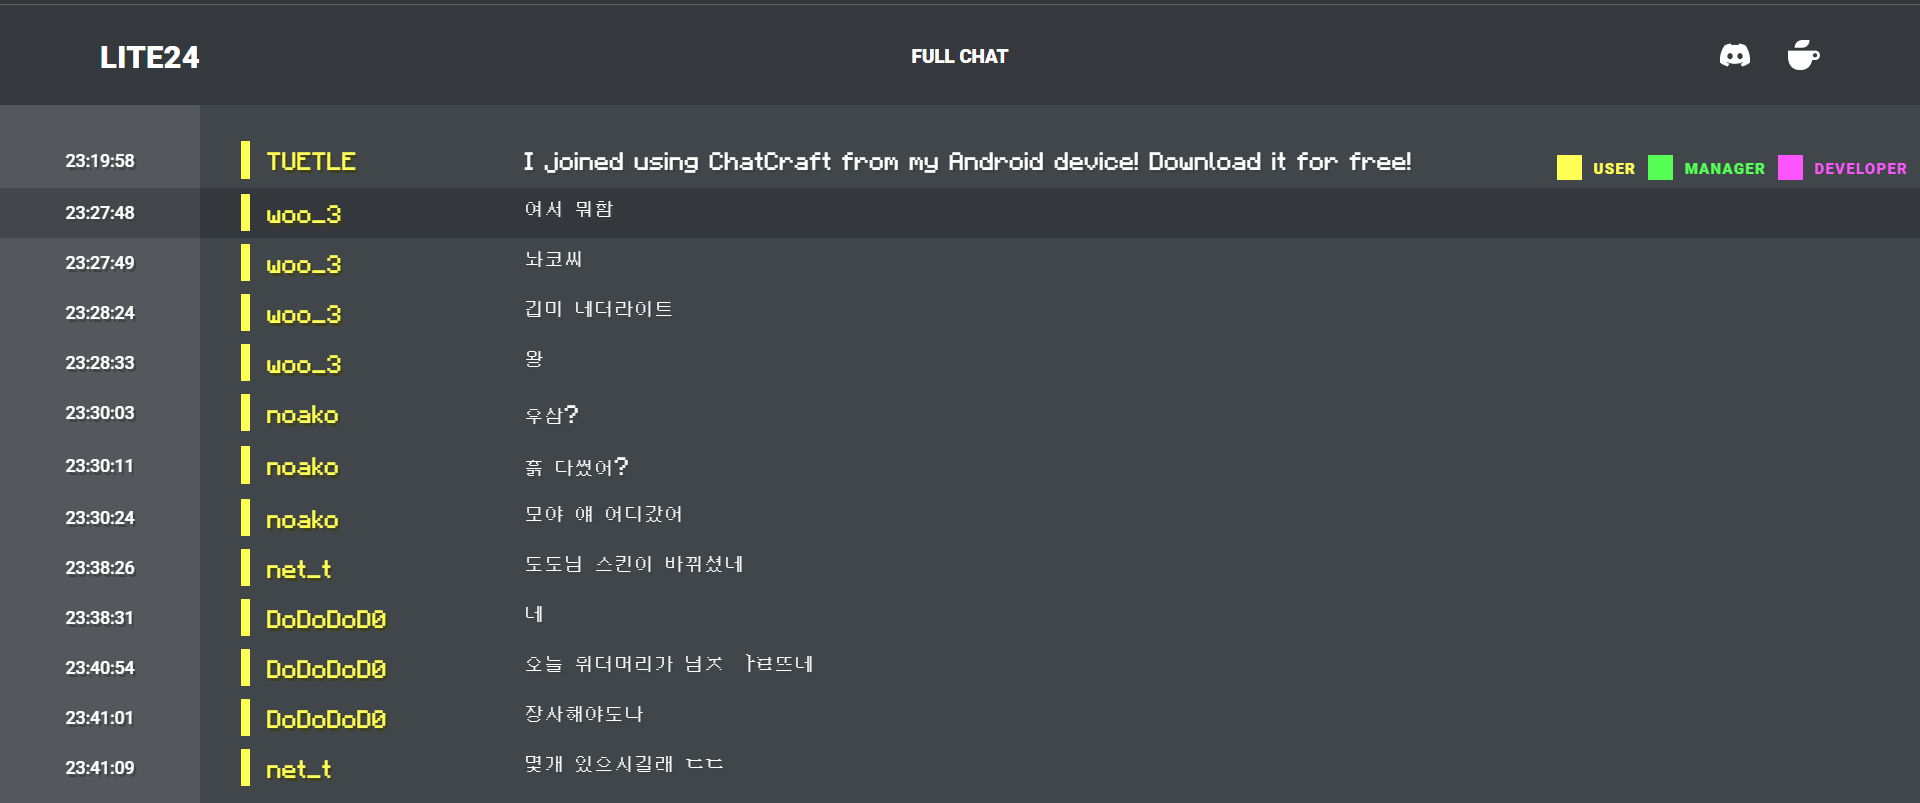 LITE24
FULL CHAT
23:19:58 TUETLE I joined using ChatCraft from my Android device! Download it for free!
USER MANAGER DEVELOPER
23:27:48 woo_3 여서 뭐함
23:27:49 woo_3 놔코씨
23:28:24 woo_3 깁미 네더라이트
23:28:33 woo_3 왕
23:30:03 noako 우삼?
23:30:11 noako 흙 다썼어?
23:30:24 noako 모야 얘 어디갔어
23:38:26 net_t 도도님 스킨이 바뀌셨네
23:38:31 DoDoDoD0 네
23:40:54 DoDoDoD0 오늘 위더머리가 넘ㅈ ㅏㄹ뜨네
23:41:01 DoDoDoD0 장사해야도나
23:41:09 net_t 몇개 있으시길래 ㄷㄷ